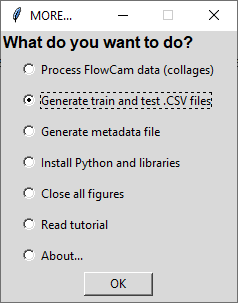 MORE...
What do you want to do?
Process FlowCam data (collages)
Generate train and test .CSV files
Generate metadata file
Install Python and libraries
Close all figures
Read tutorial
About...
OK